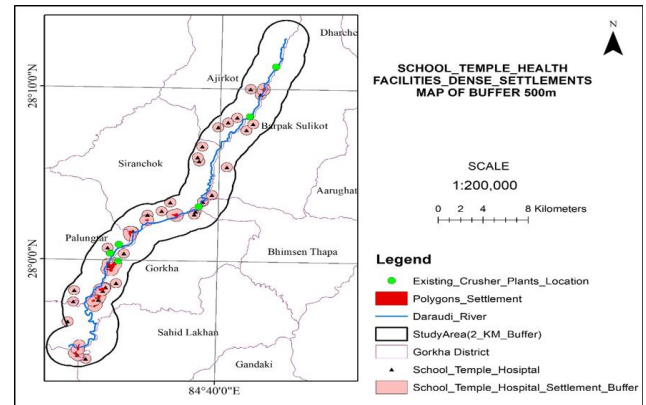 Dharche
Ajirkot
28°10'0"N
Barpak Sulikot
Siranchok
Aarughat
Palungtar
28°0'0"N
Bhimsen Thapa
Gorkha
Sahid Lakhan
Gandaki
84°40'0"E
N
SCHOOL_TEMPLE_HEALTH
FACILITIES_DENSE_SETTLEMENTS
MAP OF BUFFER 500m
SCALE
1:200,000
0 2 4 8 Kilometers
Legend
Existing_Crusher_Plants_Location
Polygons_Settlement
Daraudi_River
StudyArea(2_KM_Buffer)
Gorkha District
School_Temple_Hosiptal
School_Temple_Hospital_Settlement_Buffer